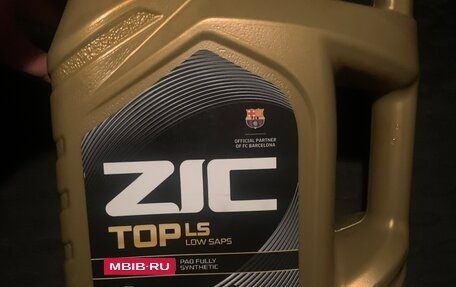 OFFICIAL PARTNER
OF FC BARCELONA
ZIC
TOP LS
LOW SAPS
PAO FULLY
SYNTHETIC
MBIB-RU